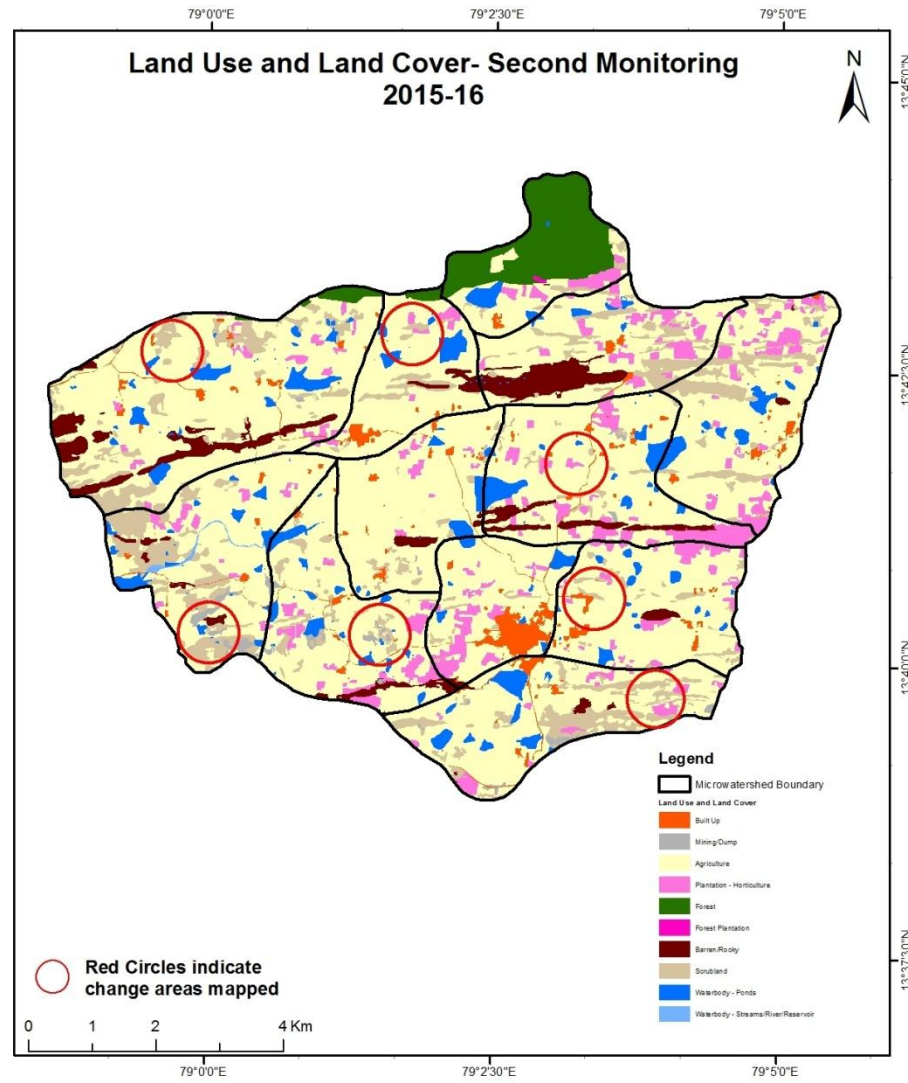 79°0'0"E
79°2'30"E
79°5'0"E
Land Use and Land Cover- Second Monitoring
2015-16
N
13°45'0"N
13°42'30"N
13°40'0"N
13°37'30"N
Legend
Microwatershed Boundary
Land Use and Land Cover
Built Up
Mining/Dump
Agriculture
Plantation - Horticulture
Forest
Forest Plantation
Barren/Rocky
Scrubland
Waterbody - Ponds
Waterbody - Streams/River/Reservoir
Red Circles indicate
change areas mapped
0 1 2 4 Km
79°0'0"E
79°2'30"E
79°5'0"E